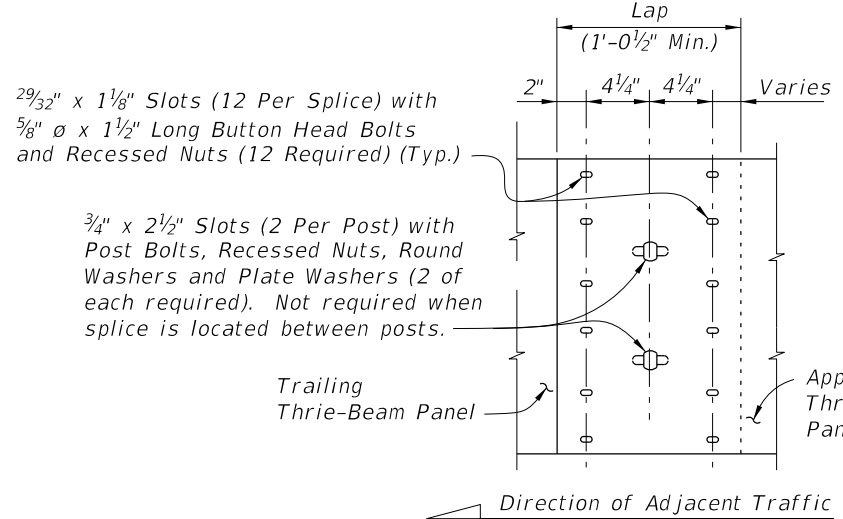 Lap
(1'-0½" Min.)
2" 4¼" 4¼" Varies
²⁹⁄₃₂" x 1⅛" Slots (12 Per Splice) with
⅝" ø x 1½" Long Button Head Bolts
and Recessed Nuts (12 Required) (Typ.)
¾" x 2½" Slots (2 Per Post) with
Post Bolts, Recessed Nuts, Round
Washers and Plate Washers (2 of
each required). Not required when
splice is located between posts.
Trailing
Thrie-Beam Panel
Direction of Adjacent Traffic